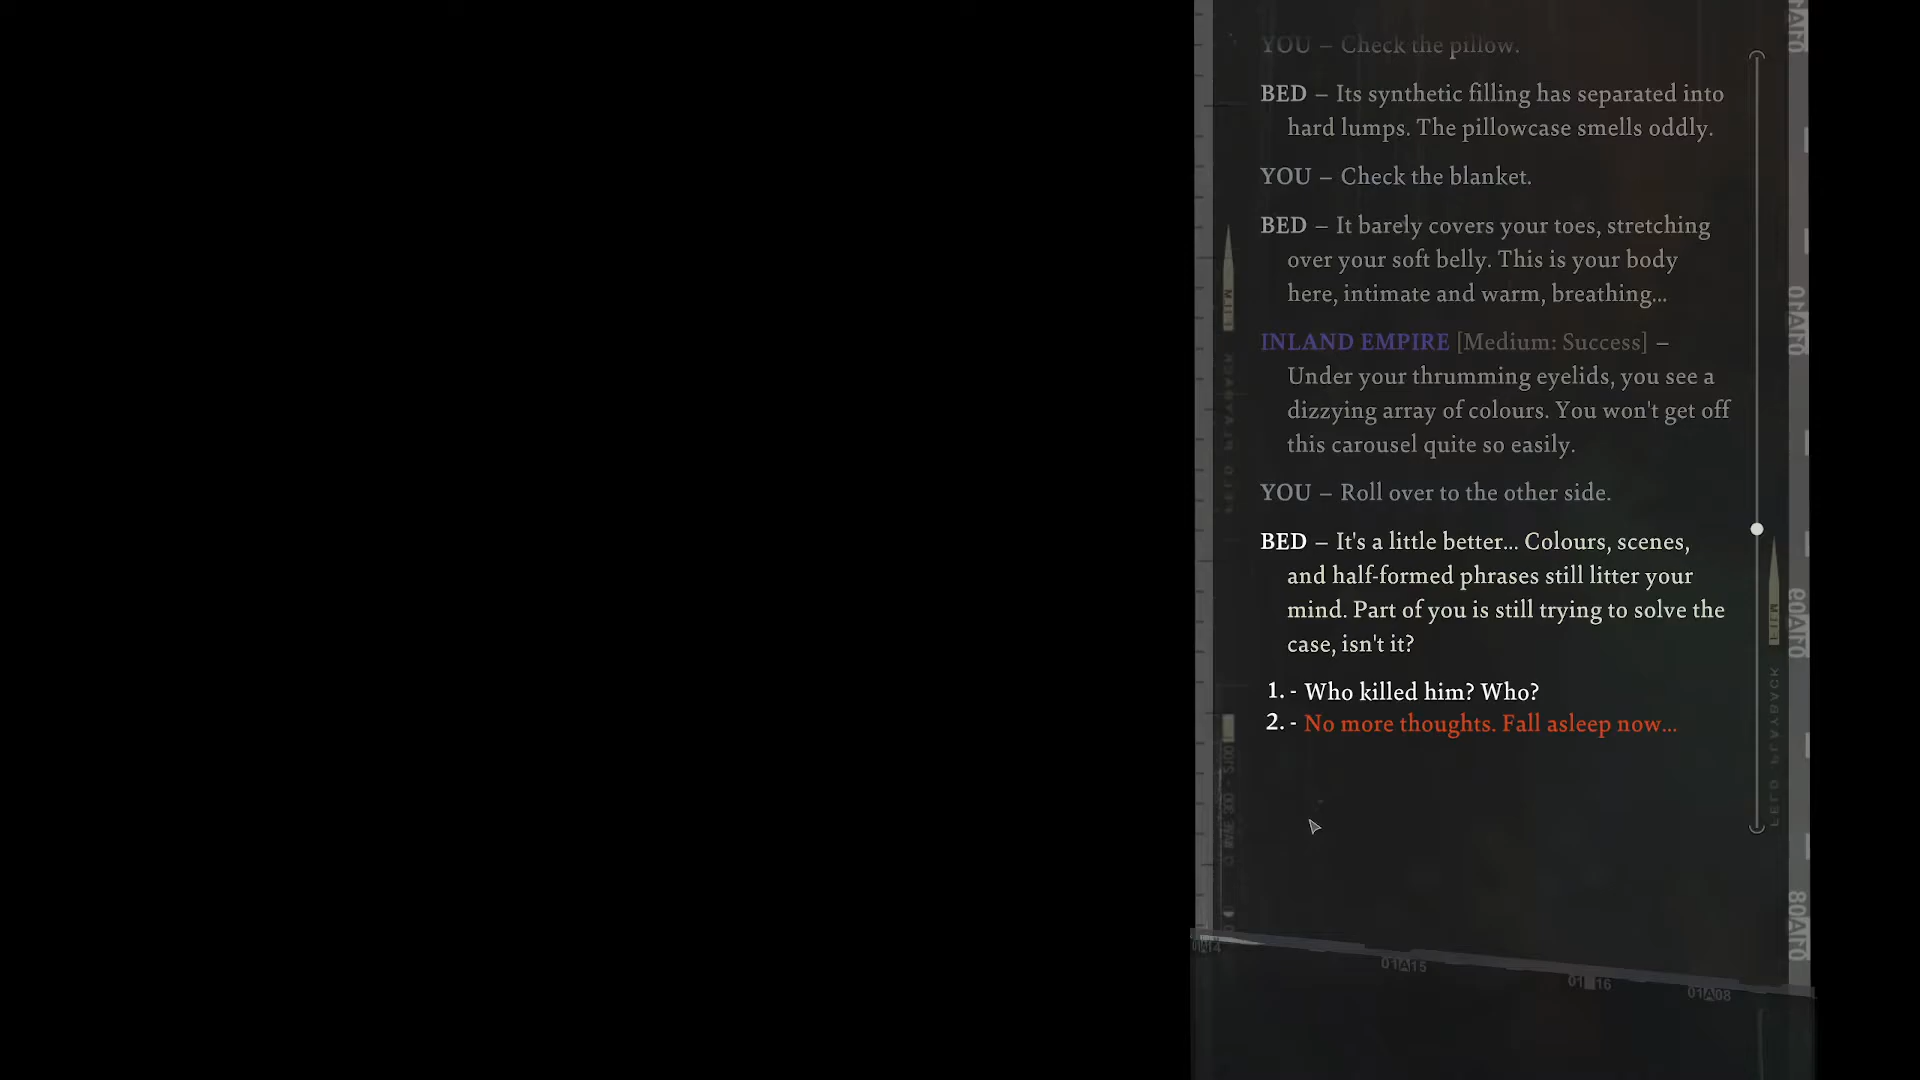 YOU – Check the pillow.
BED – Its synthetic filling has separated into
hard lumps. The pillowcase smells oddly.
YOU – Check the blanket.
BED – It barely covers your toes, stretching
over your soft belly. This is your body
here, intimate and warm, breathing...
INLAND EMPIRE [Medium: Success] –
Under your thrumming eyelids, you see a
dizzying array of colours. You won't get off
this carousel quite so easily.
YOU – Roll over to the other side.
BED – It's a little better... Colours, scenes,
and half-formed phrases still litter your
mind. Part of you is still trying to solve the
case, isn't it?
1. - Who killed him? Who?
2. - No more thoughts. Fall asleep now...
01A15
16
01A08